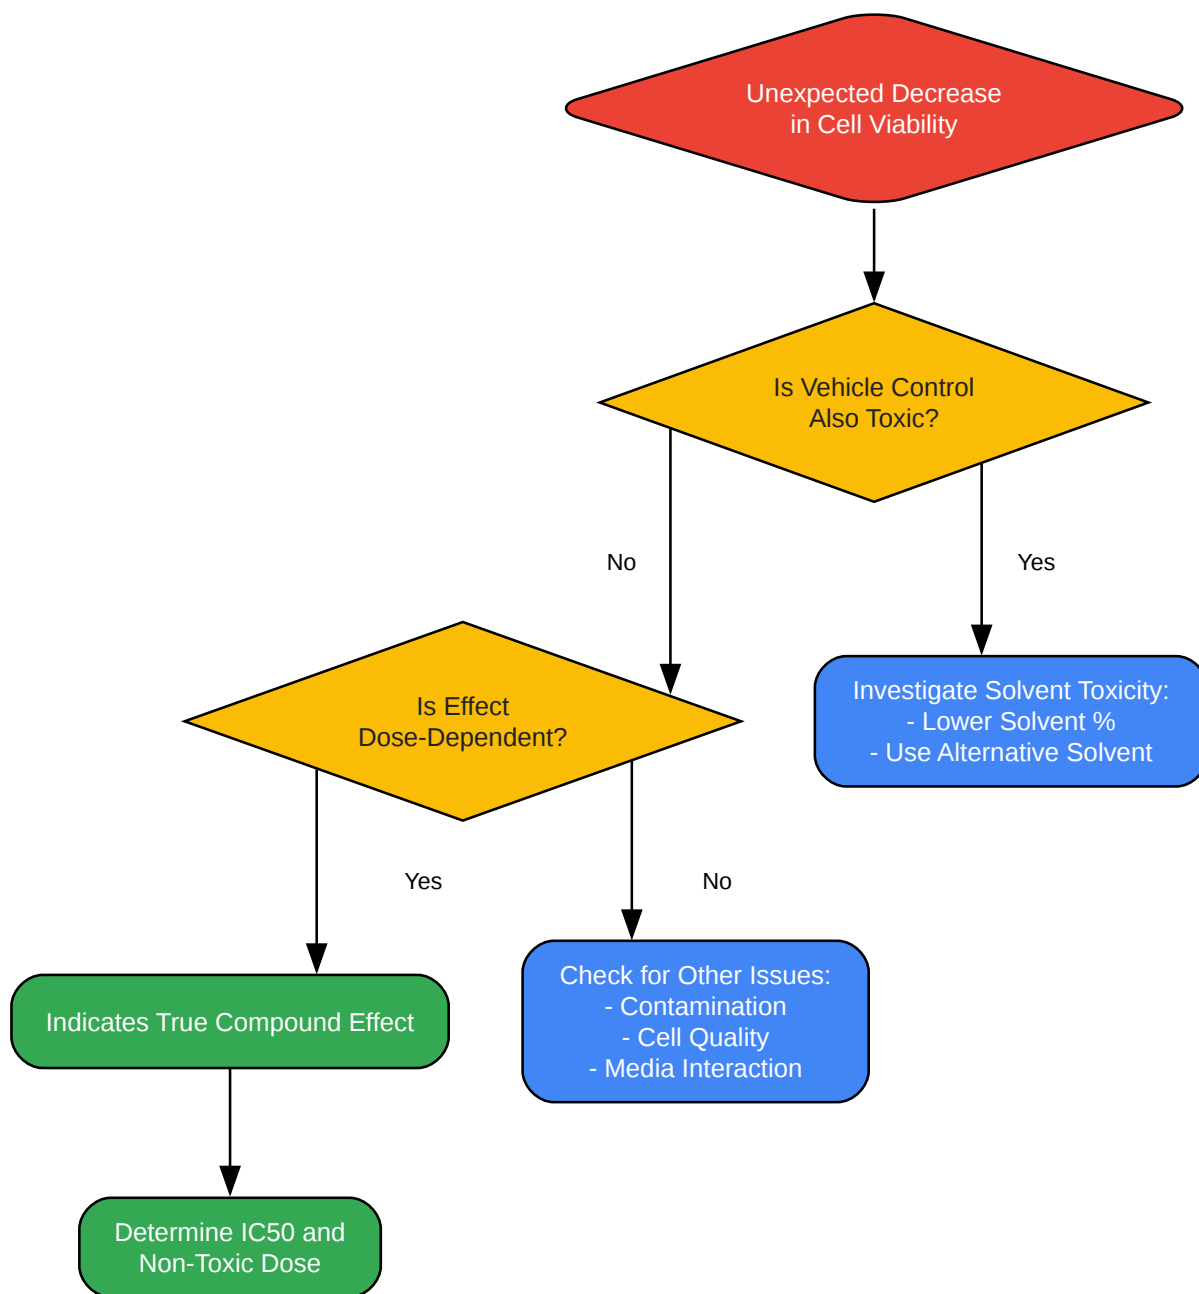 Unexpected Decrease
in Cell Viability
Is Vehicle Control
Also Toxic?
No
Yes
Is Effect
Dose-Dependent?
Investigate Solvent Toxicity:
- Lower Solvent %
- Use Alternative Solvent
Yes
No
Indicates True Compound Effect
Check for Other Issues:
- Contamination
- Cell Quality
- Media Interaction
Determine IC50 and
Non-Toxic Dose